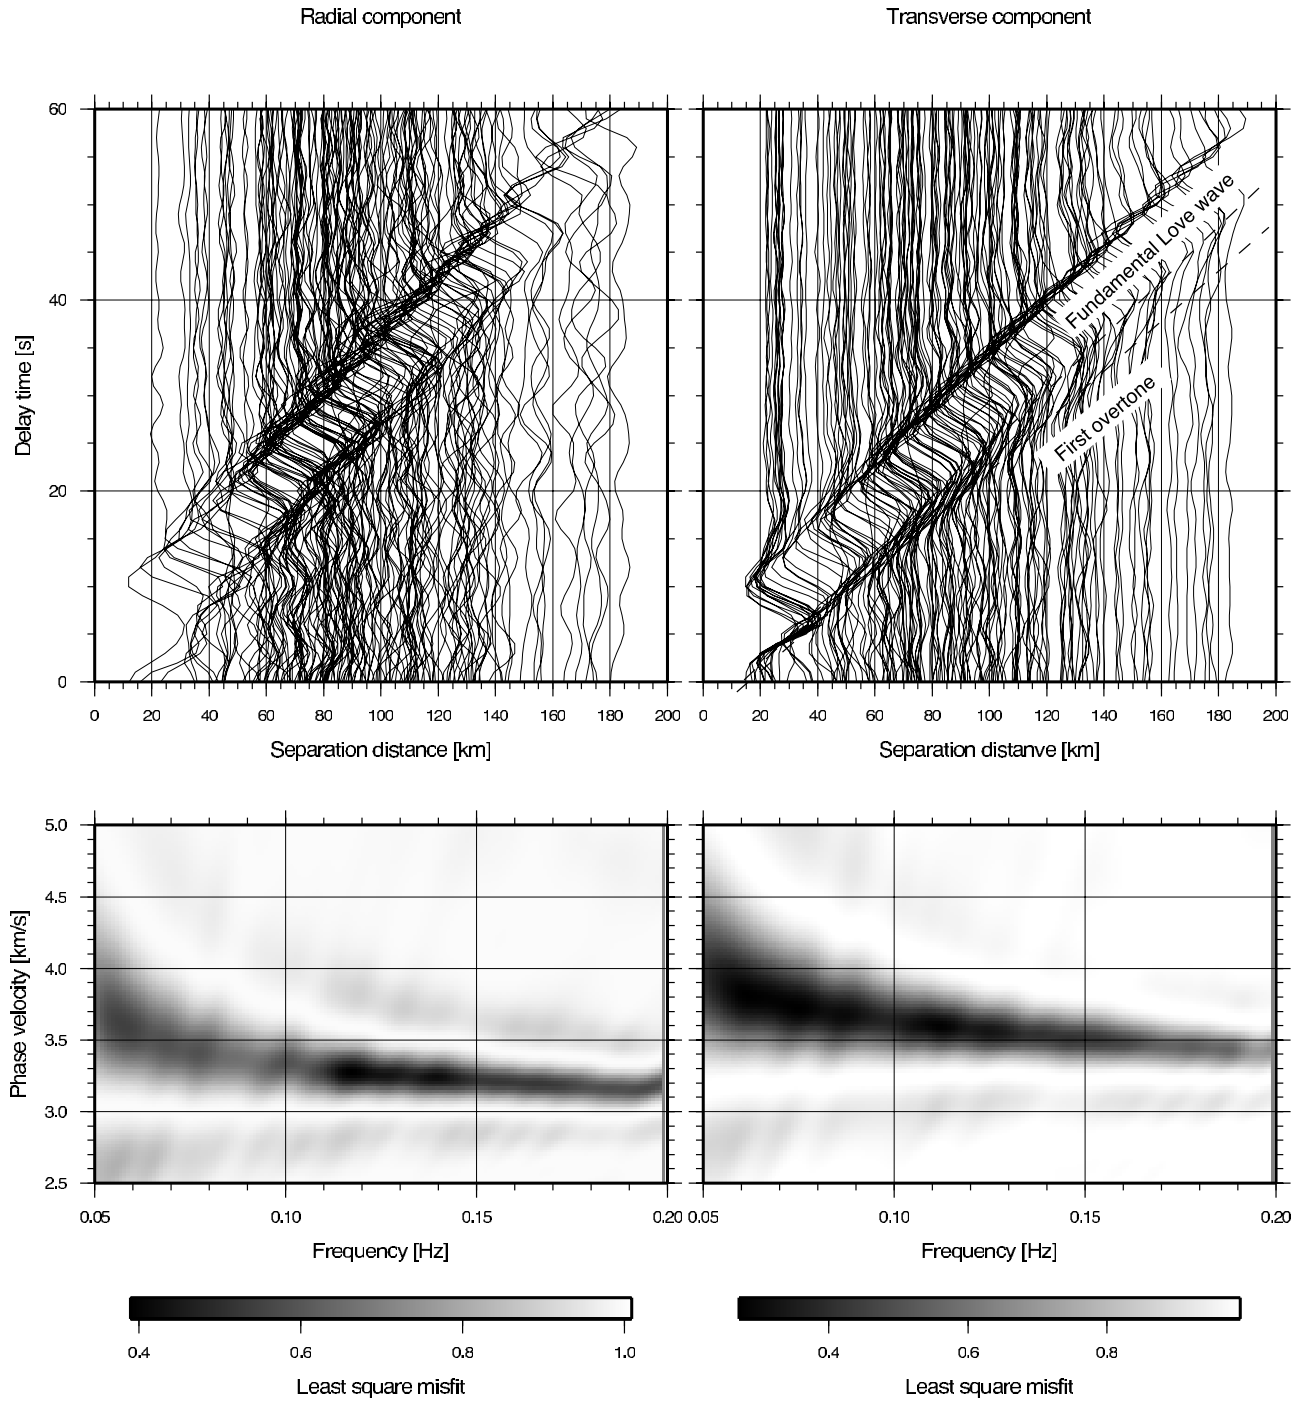 Radial component
Transverse component
60
40
20
0
Delay time [s]
Fundamental Love wave
First overtone
0 20 40 60 80 100 120 140 160 180 200
0 20 40 60 80 100 120 140 160 180 200
Separation distance [km]
Separation distanve [km]
5.0
4.5
4.0
3.5
3.0
2.5
Phase velocity [km/s]
0.05 0.10 0.15 0.20
0.05 0.10 0.15 0.20
Frequency [Hz]
Frequency [Hz]
0.4 0.6 0.8 1.0
0.4 0.6 0.8
Least square misfit
Least square misfit